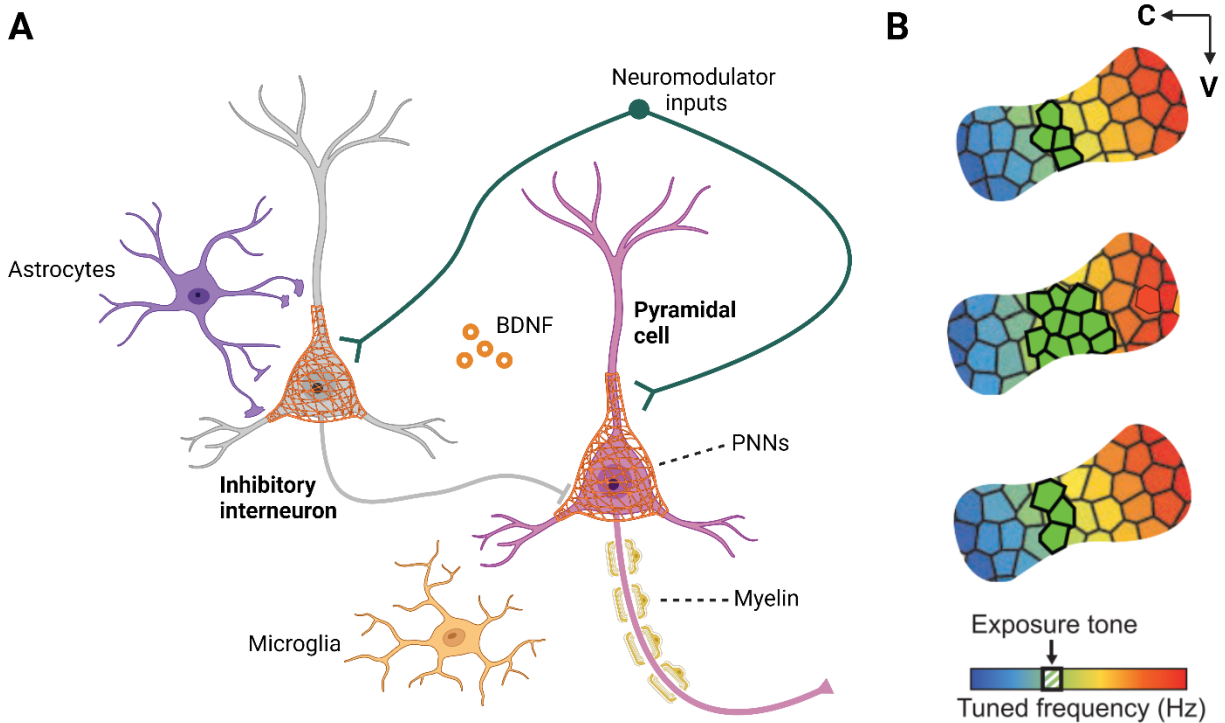 A
Neuromodulator
inputs
Astrocytes
BDNF
Pyramidal
cell
PNNs
Inhibitory
interneuron
Myelin
Microglia
B
C
V
Exposure tone
Tuned frequency (Hz)